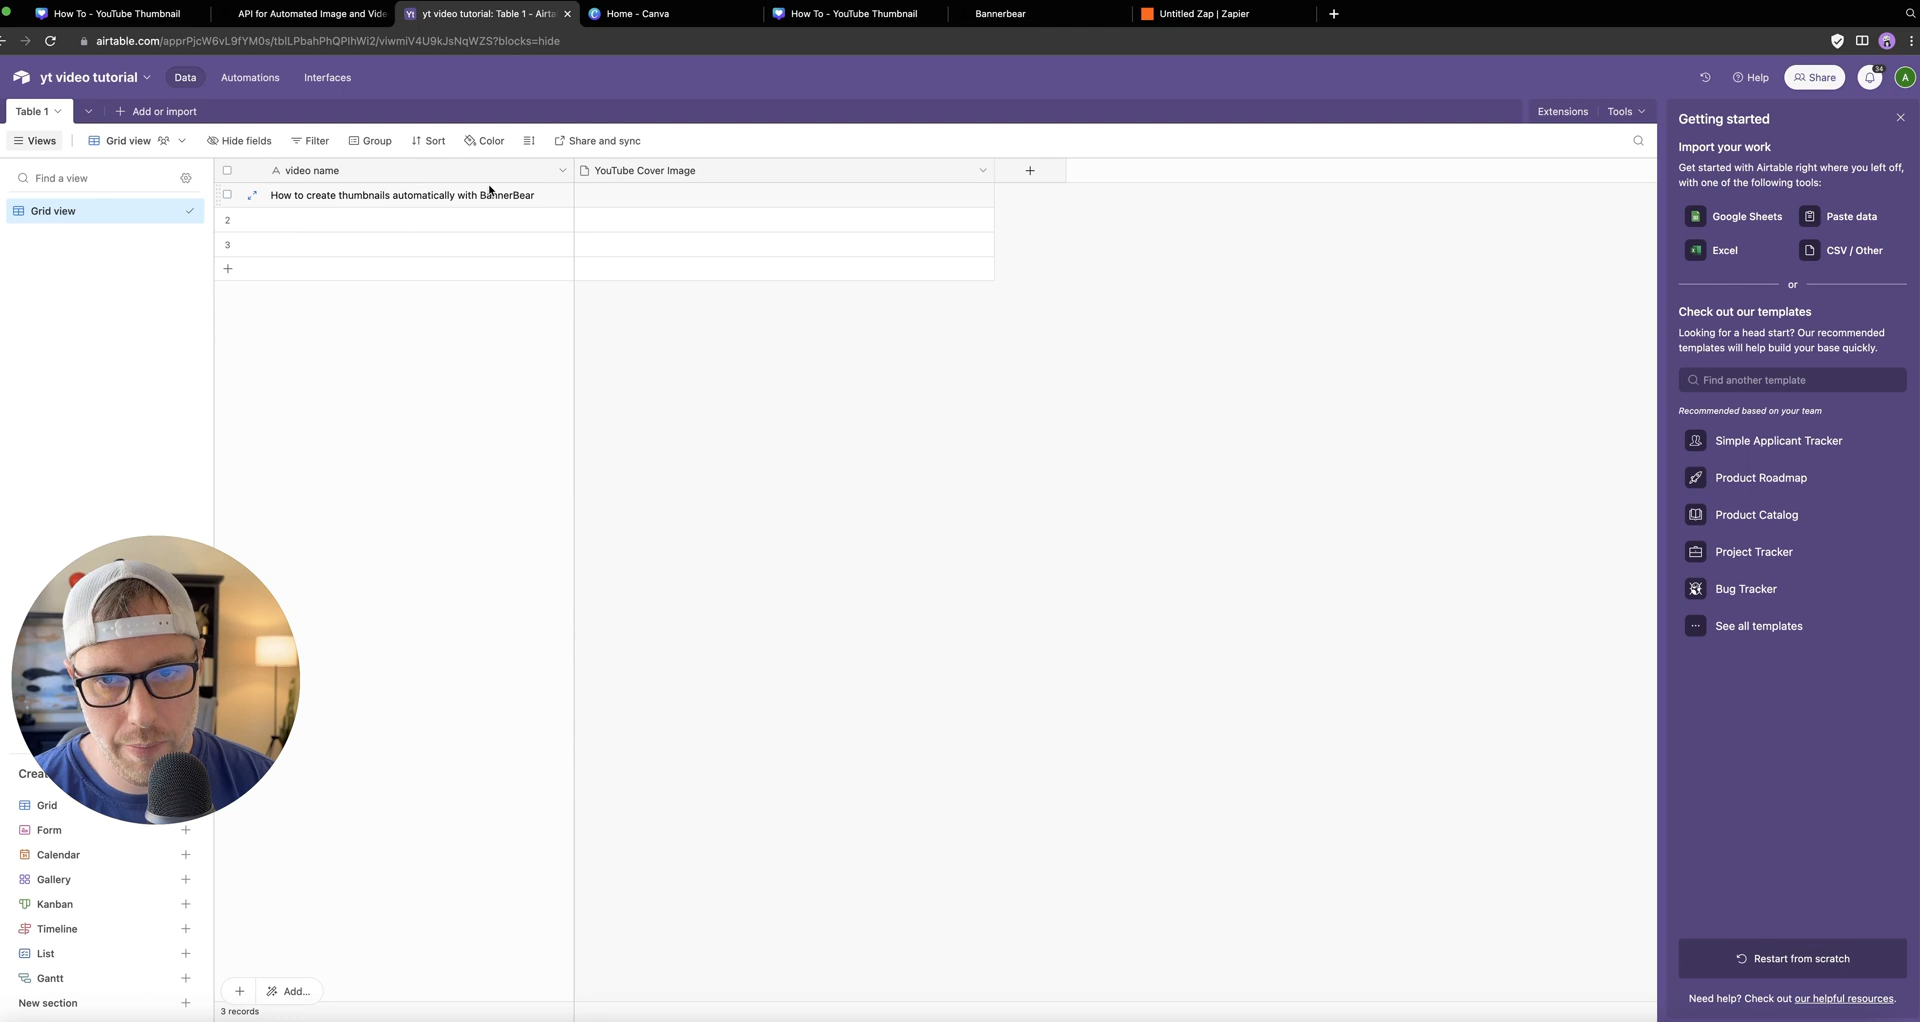 How To - YouTube Thumbnail
API for Automated Image and Vide
Yt yt video tutorial: Table 1 - Airta
Home - Canva
How To - YouTube Thumbnail
Bannerbear
Untitled Zap | Zapier
airtable.com/apprPjcW6vL9fYM0s/tblLPbahPhQPIhWi2/viwmiV4U9kJsNqWZS?blocks=hide
yt video tutorial
Data
Automations
Interfaces
Help
Share
34
A
Table 1
Add or import
Extensions
Tools
Views
Grid view
Hide fields
Filter
Group
Sort
Color
Share and sync
Find a view
Grid view
video name
YouTube Cover Image
How to create thumbnails automatically with BannerBear
2
3
Getting started
Import your work
Get started with Airtable right where you left off,
with one of the following tools:
Google Sheets
Paste data
Excel
CSV / Other
or
Check out our templates
Looking for a head start? Our recommended
templates will help build your base quickly.
Find another template
Recommended based on your team
Simple Applicant Tracker
Product Roadmap
Product Catalog
Project Tracker
Bug Tracker
See all templates
Restart from scratch
Need help? Check out our helpful resources.
Grid
Form
Calendar
Gallery
Kanban
Timeline
List
Gantt
New section
Add...
3 records